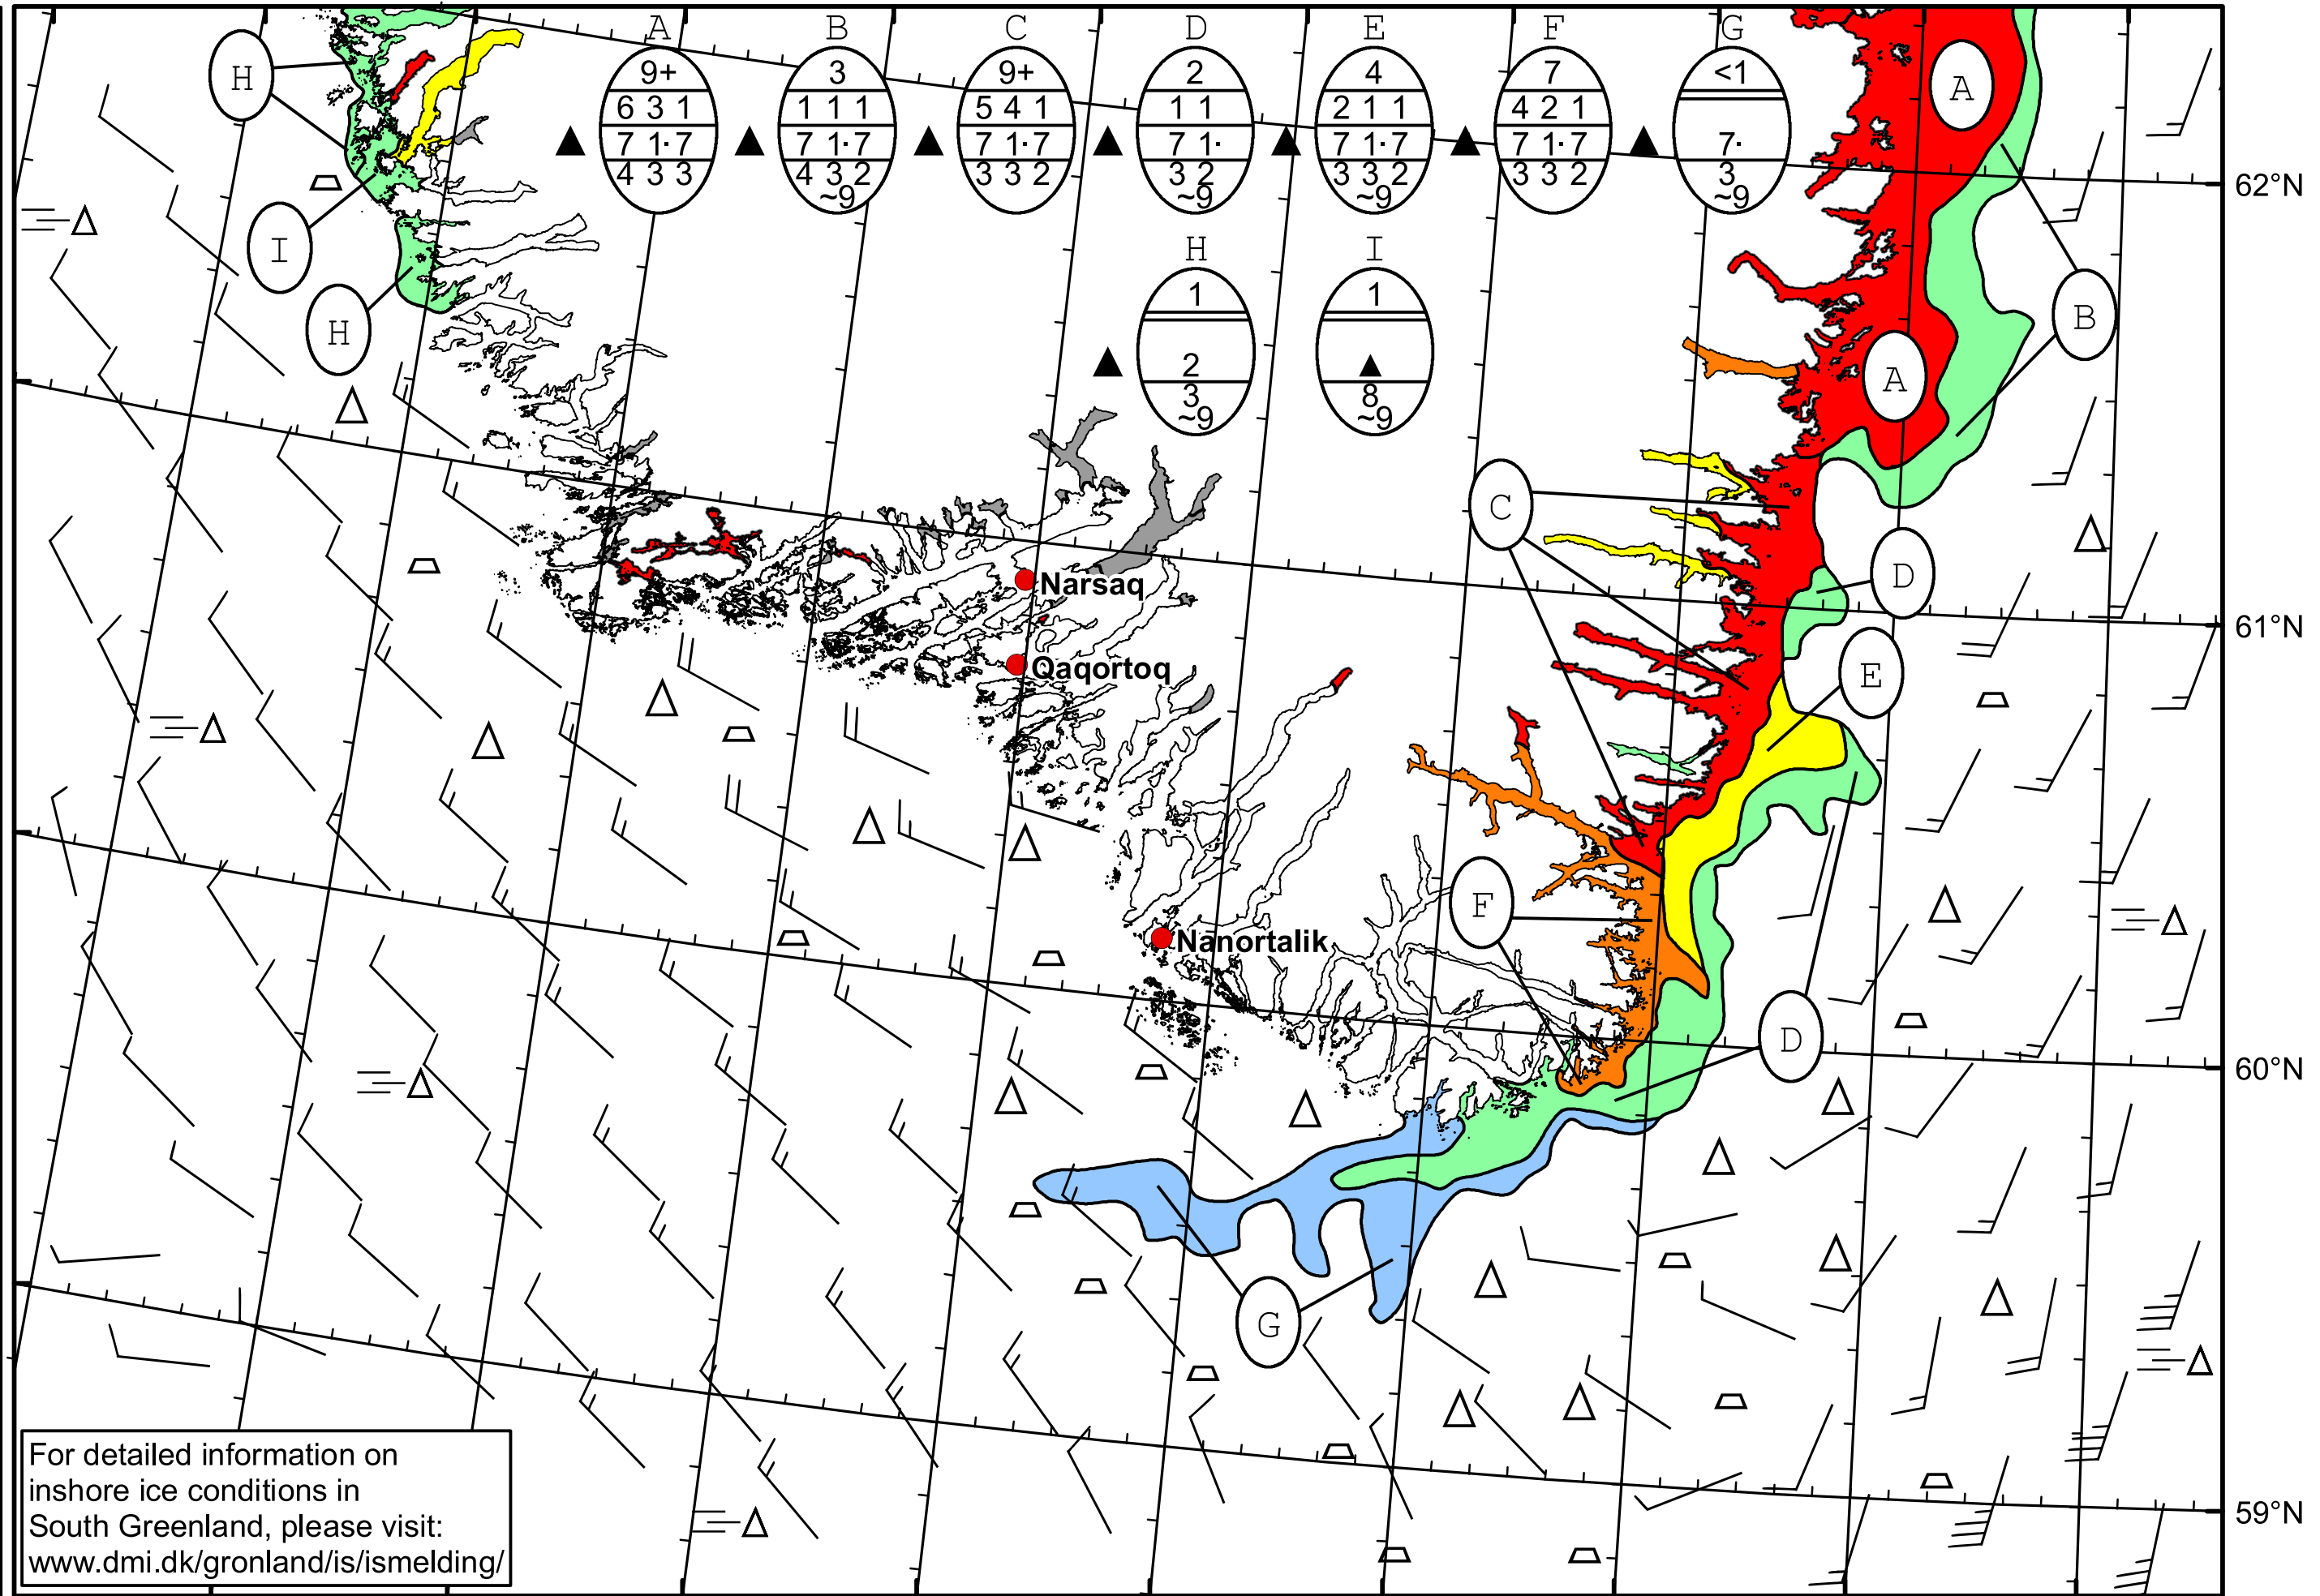 A B C D E F G
9+ 3 9+ 2 4 7 <1
6 3 1 1 1 1 5 4 1 1 1 2 1 1 4 2 1
7 1· 7 7 1· 7 7 1· 7 7 1· 7 1· 7 7 1· 7 7·
4 3 3 4 3 2 3 3 2 3 2 3 3 2 3 3 2 3
~9 ~9 ~9 ~9
H I
1 1
2
3 8
~9 ~9
H
I
H
A
B
A
C
D
E
F
D
G
62°N
61°N
60°N
59°N
Narsaq
Qaqortoq
Nanortalik
For detailed information on
inshore ice conditions in
South Greenland, please visit:
www.dmi.dk/gronland/is/ismelding/